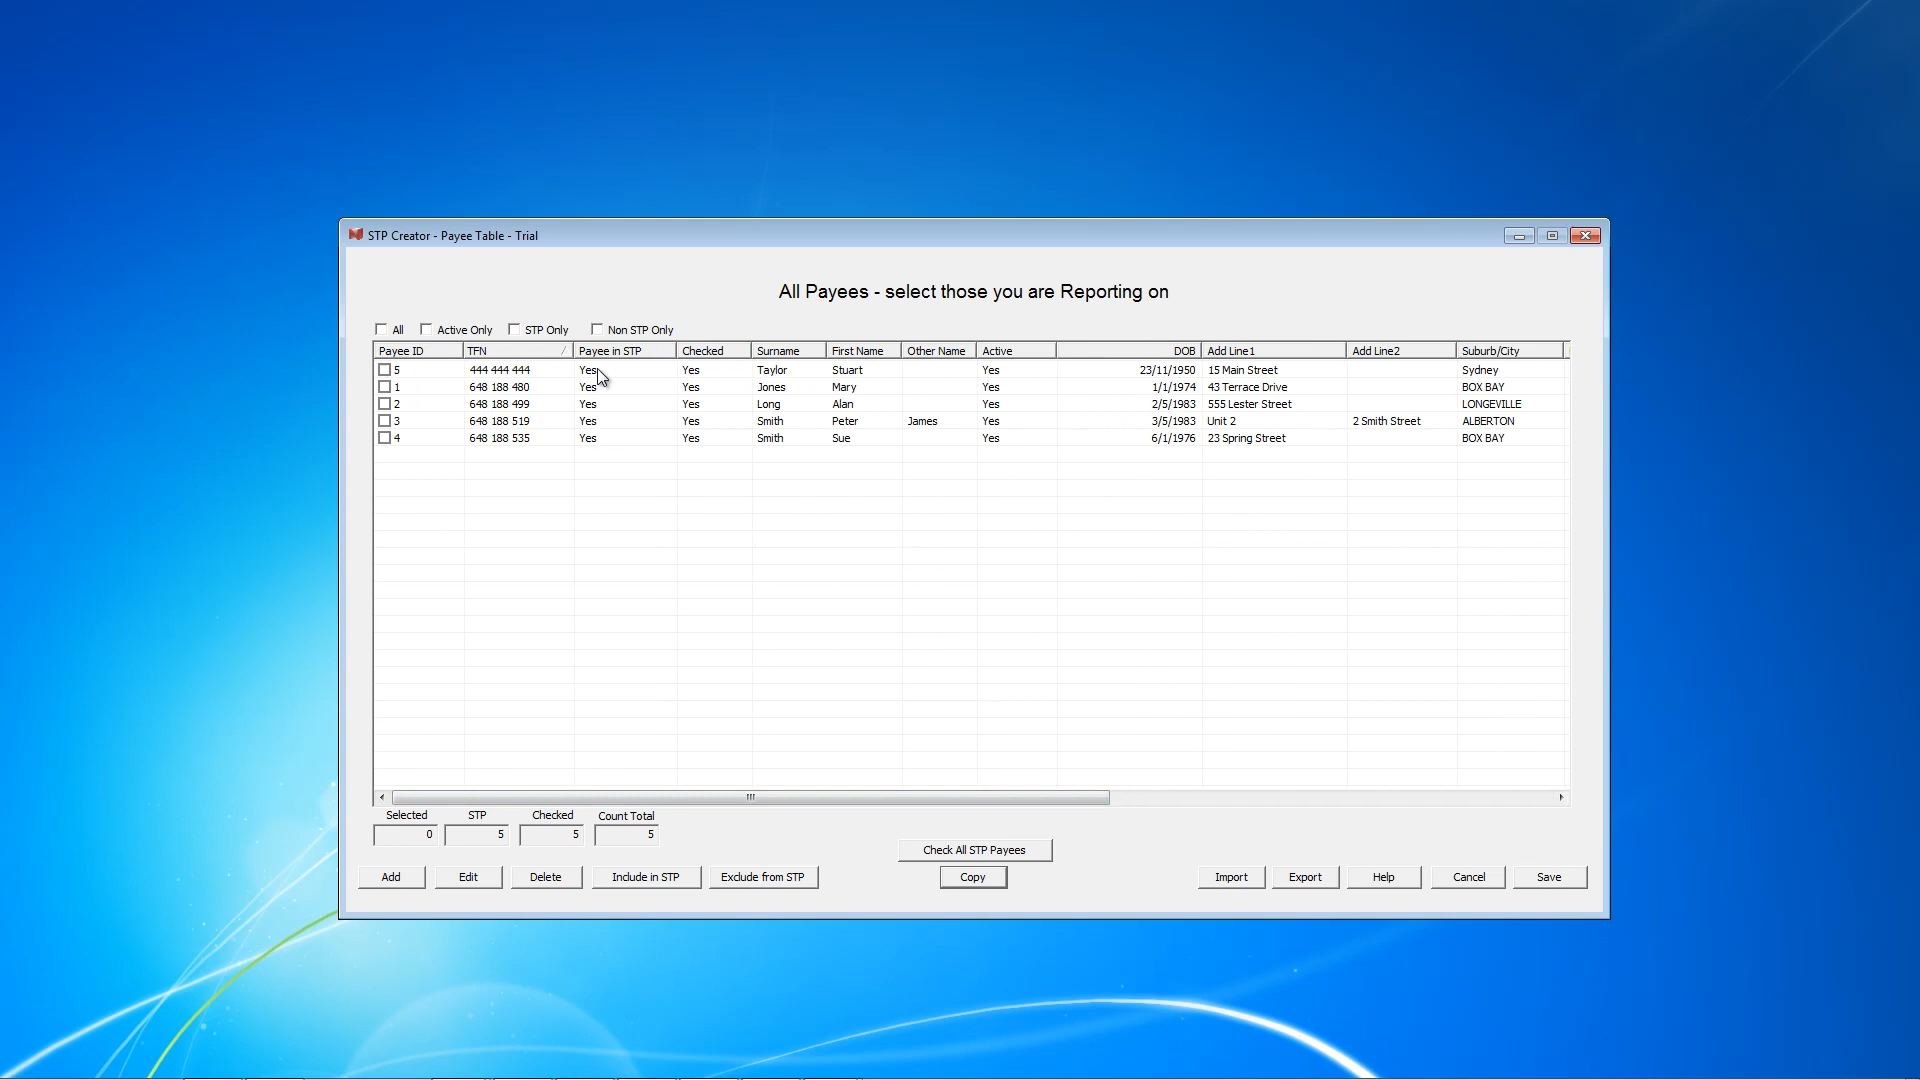 STP Creator - Payee Table - Trial
All Payees - select those you are Reporting on
All Active Only STP Only Non STP Only
Payee ID TFN Payee in STP Checked Surname First Name Other Name Active DOB Add Line1 Add Line2 Suburb/City
5 444 444 444 Yes Yes Taylor Stuart Yes 23/11/1950 15 Main Street Sydney
1 648 188 480 Yes Yes Jones Mary Yes 1/1/1974 43 Terrace Drive BOX BAY
2 648 188 499 Yes Yes Long Alan Yes 2/5/1983 555 Lester Street LONGEVILLE
3 648 188 519 Yes Yes Smith Peter James Yes 3/5/1983 Unit 2 2 Smith Street ALBERTON
4 648 188 535 Yes Yes Smith Sue Yes 6/1/1976 23 Spring Street BOX BAY
Selected STP Checked Count Total
0 5 5 5
Check All STP Payees
Add Edit Delete Include in STP Exclude from STP Copy Import Export Help Cancel Save